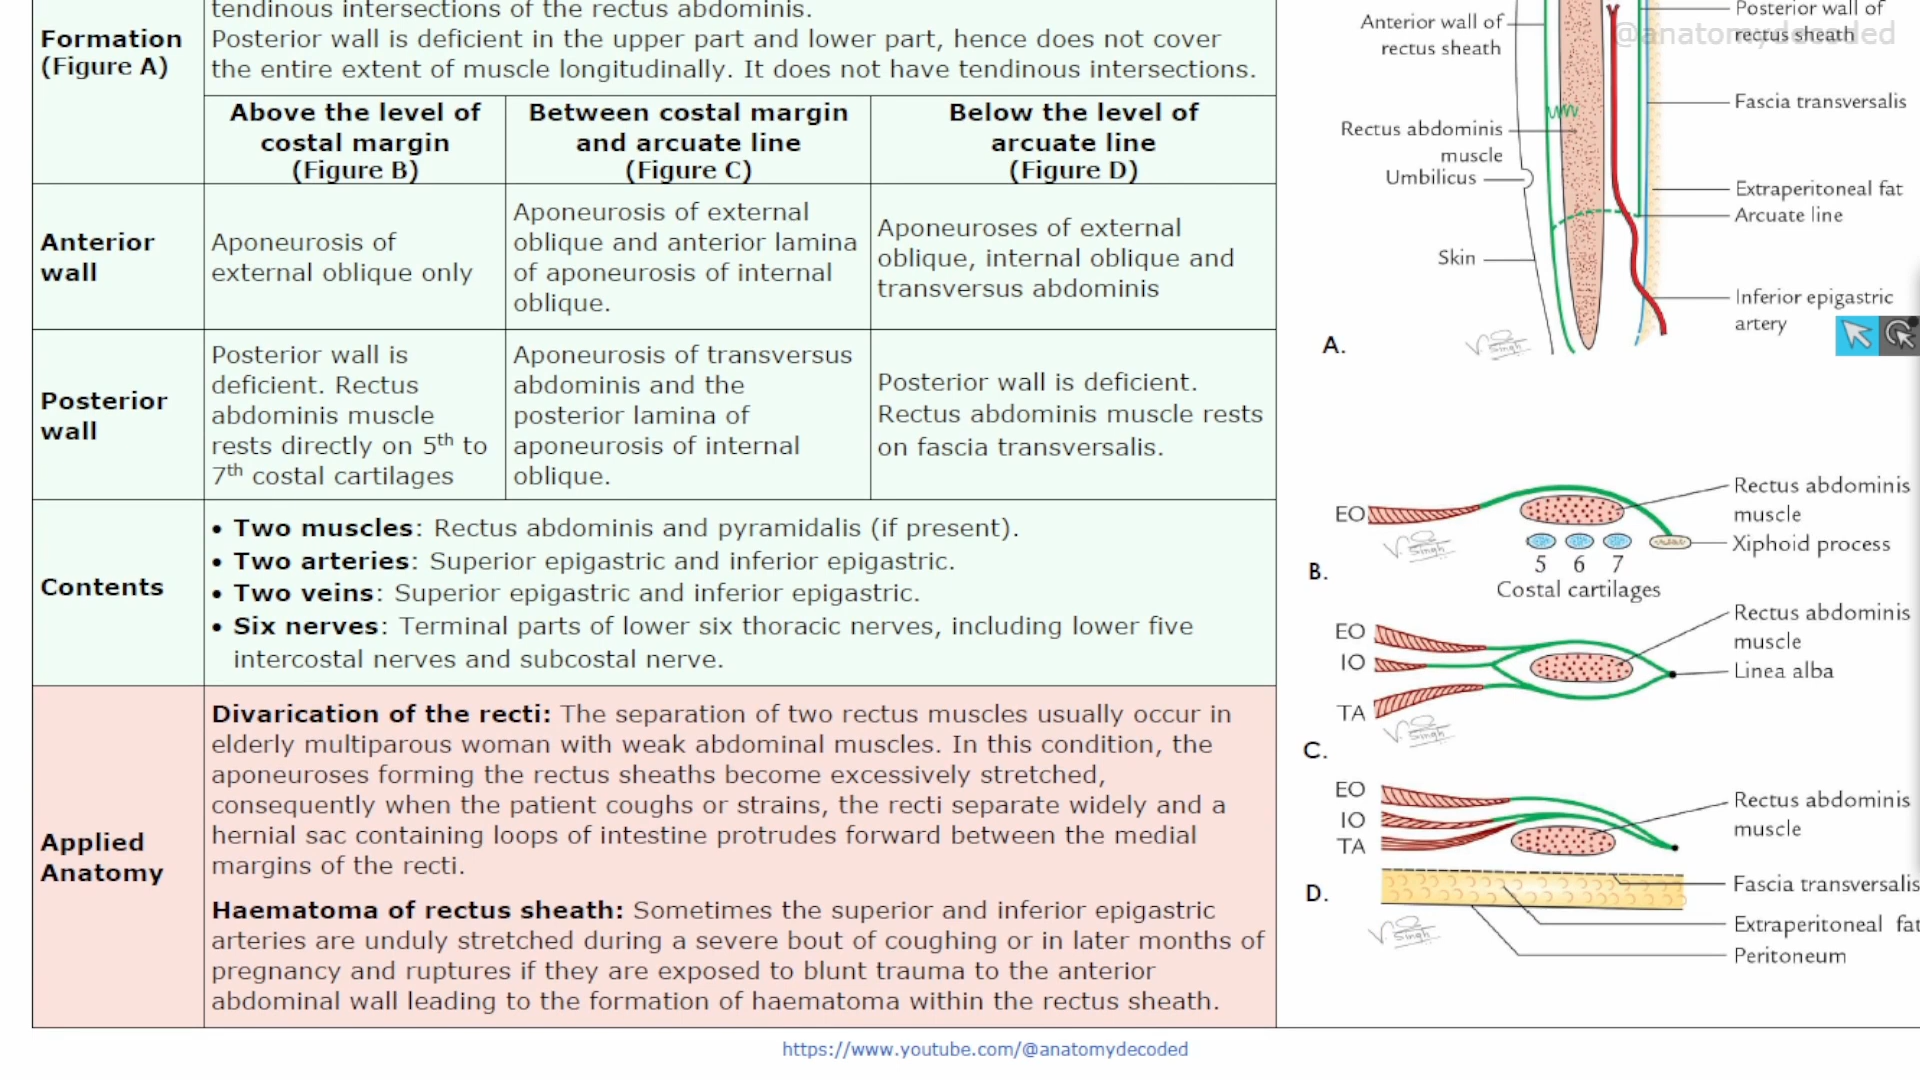 tendinous intersections of the rectus abdominis.
Formation
(Figure A)
Posterior wall is deficient in the upper part and lower part, hence does not cover
the entire extent of muscle longitudinally. It does not have tendinous intersections.
Above the level of
costal margin
(Figure B)
Between costal margin
and arcuate line
(Figure C)
Below the level of
arcuate line
(Figure D)
Anterior
wall
Aponeurosis of
external oblique only
Aponeurosis of external
oblique and anterior lamina
of aponeurosis of internal
oblique.
Aponeuroses of external
oblique, internal oblique and
transversus abdominis
Posterior
wall
Posterior wall is
deficient. Rectus
abdominis muscle
rests directly on 5th to
7th costal cartilages
Aponeurosis of transversus
abdominis and the
posterior lamina of
aponeurosis of internal
oblique.
Posterior wall is deficient.
Rectus abdominis muscle rests
on fascia transversalis.
Contents
• Two muscles: Rectus abdominis and pyramidalis (if present).
• Two arteries: Superior epigastric and inferior epigastric.
• Two veins: Superior epigastric and inferior epigastric.
• Six nerves: Terminal parts of lower six thoracic nerves, including lower five
intercostal nerves and subcostal nerve.
Applied
Anatomy
Divarication of the recti: The separation of two rectus muscles usually occur in
elderly multiparous woman with weak abdominal muscles. In this condition, the
aponeuroses forming the rectus sheaths become excessively stretched,
consequently when the patient coughs or strains, the recti separate widely and a
hernial sac containing loops of intestine protrudes forward between the medial
margins of the recti.
Haematoma of rectus sheath: Sometimes the superior and inferior epigastric
arteries are unduly stretched during a severe bout of coughing or in later months of
pregnancy and ruptures if they are exposed to blunt trauma to the anterior
abdominal wall leading to the formation of haematoma within the rectus sheath.
https://www.youtube.com/@anatomydecoded
Anterior wall of
rectus sheath
Posterior wall of
rectus sheath
@anatomydecoded
Fascia transversalis
Rectus abdominis
muscle
Umbilicus
Extraperitoneal fat
Arcuate line
Skin
Inferior epigastric
artery
V. Singh
A.
EO
Rectus abdominis
muscle
Xiphoid process
V. Singh
5 6 7
Costal cartilages
B.
EO
IO
TA
Rectus abdominis
muscle
Linea alba
V. Singh
C.
EO
IO
TA
Rectus abdominis
muscle
D.
Fascia transversalis
Extraperitoneal fat
Peritoneum
V. Singh